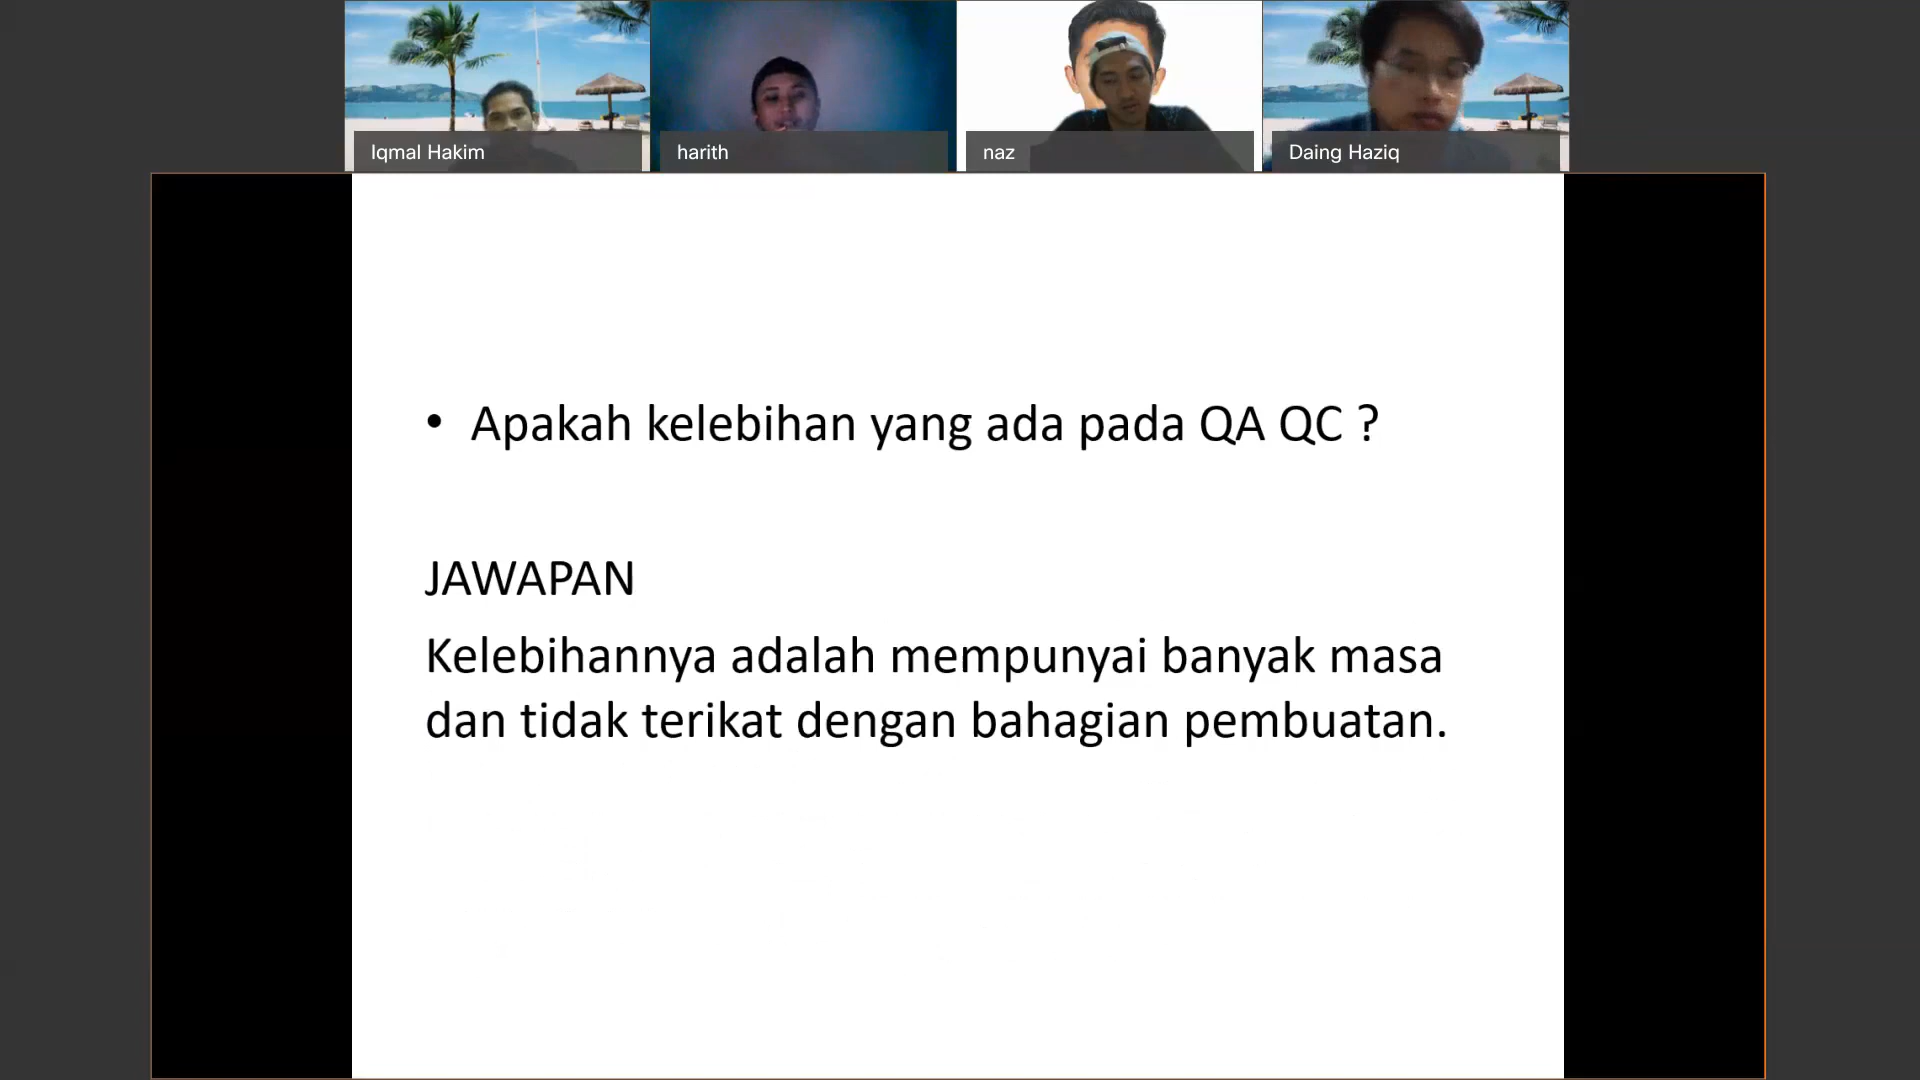 Iqmal Hakim
harith
naz
Daing Haziq
• Apakah kelebihan yang ada pada QA QC ?
JAWAPAN
Kelebihannya adalah mempunyai banyak masa
dan tidak terikat dengan bahagian pembuatan.